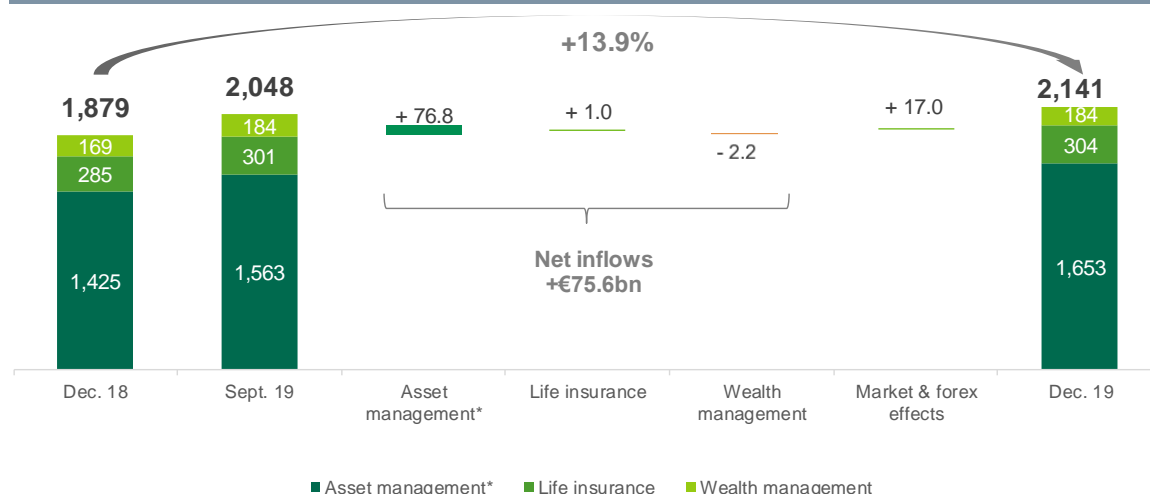 +13.9%
1,879
2,048
2,141
169
285
1,425
184
301
1,563
+ 76.8
+ 1.0
- 2.2
+ 17.0
184
304
1,653
Net inflows
+€75.6bn
Dec. 18
Sept. 19
Asset
management*
Life insurance
Wealth
management
Market & forex
effects
Dec. 19
Asset management*
Life insurance
Wealth management